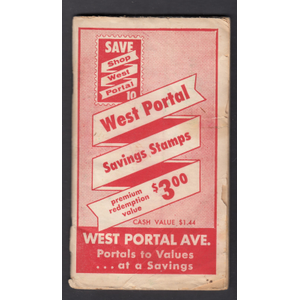 SAVE
Shop
West
Portal
10
West Portal
Savings Stamps
premium
redemption
value
$3.00
CASH VALUE $1.44
WEST PORTAL AVE.
Portals to Values
...at a Savings